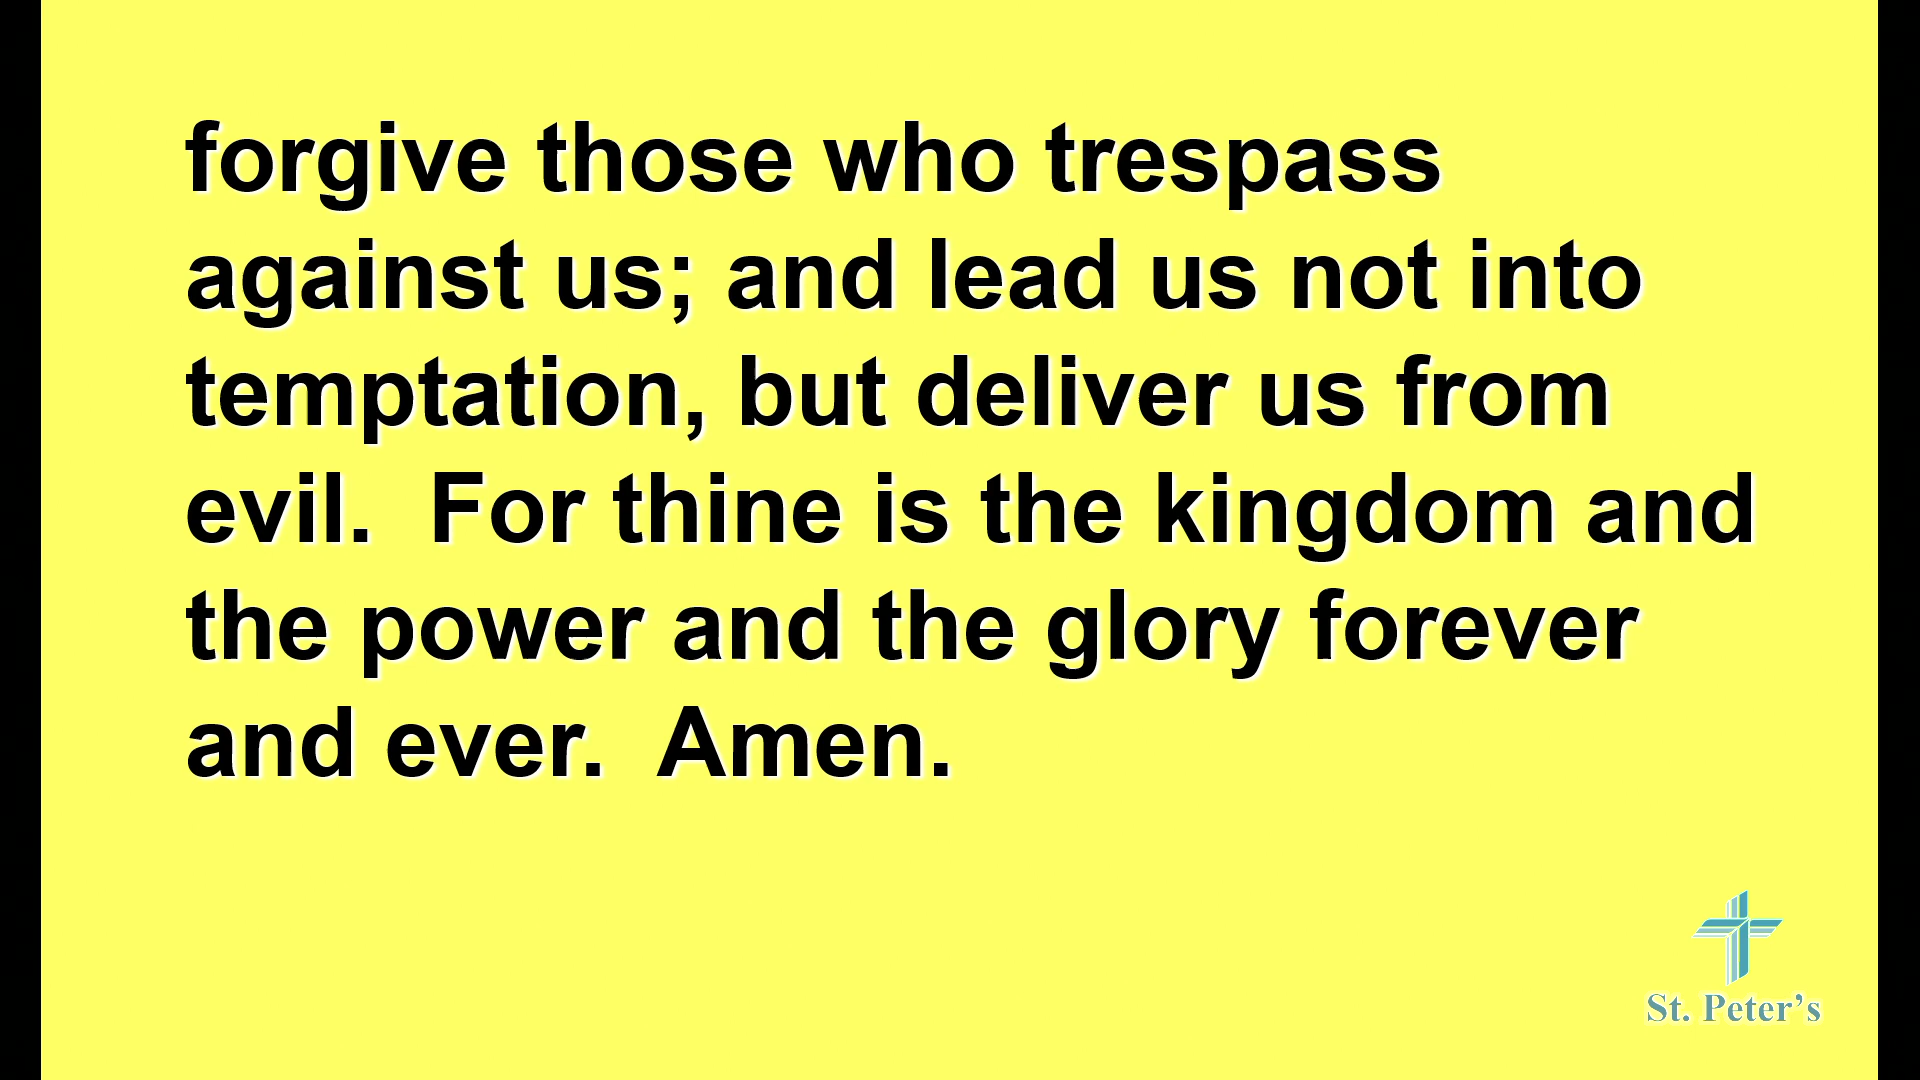 forgive those who trespass
against us; and lead us not into
temptation, but deliver us from
evil.  For thine is the kingdom and
the power and the glory forever
and ever.  Amen.
St. Peter’s